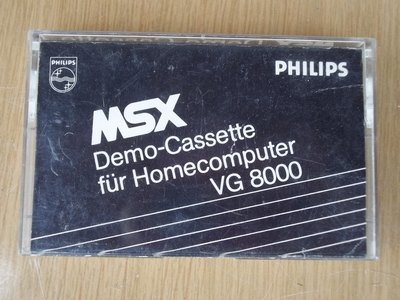 PHILIPS
PHILIPS
MSX
Demo-Cassette
für Homecomputer
VG 8000